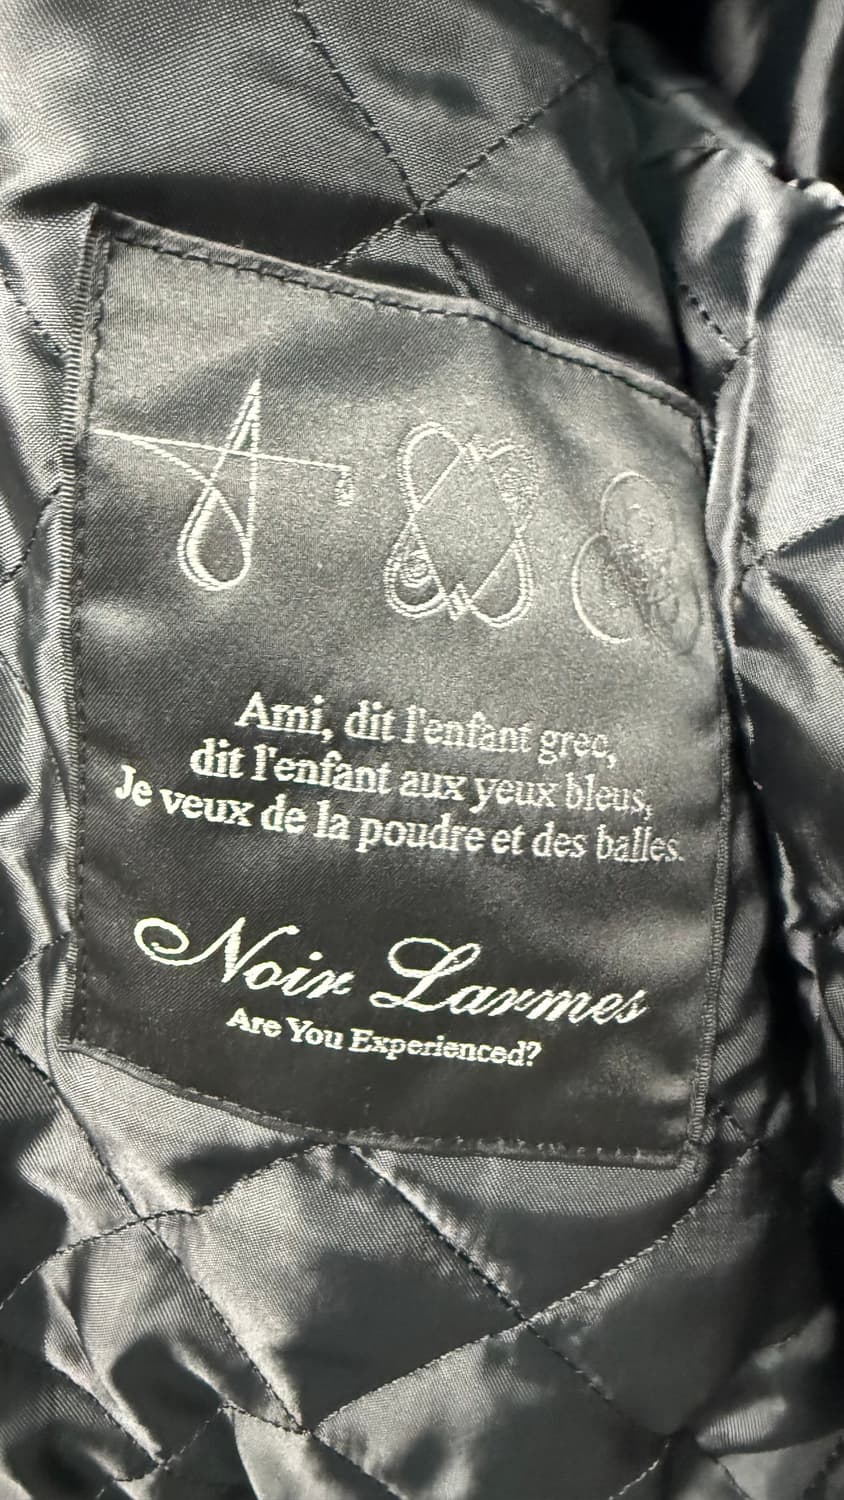 Ami, dit l'enfant grec,
dit l'enfant aux yeux bleus,
Je veux de la poudre et des balles.
Noir Larmes
Are You Experienced?